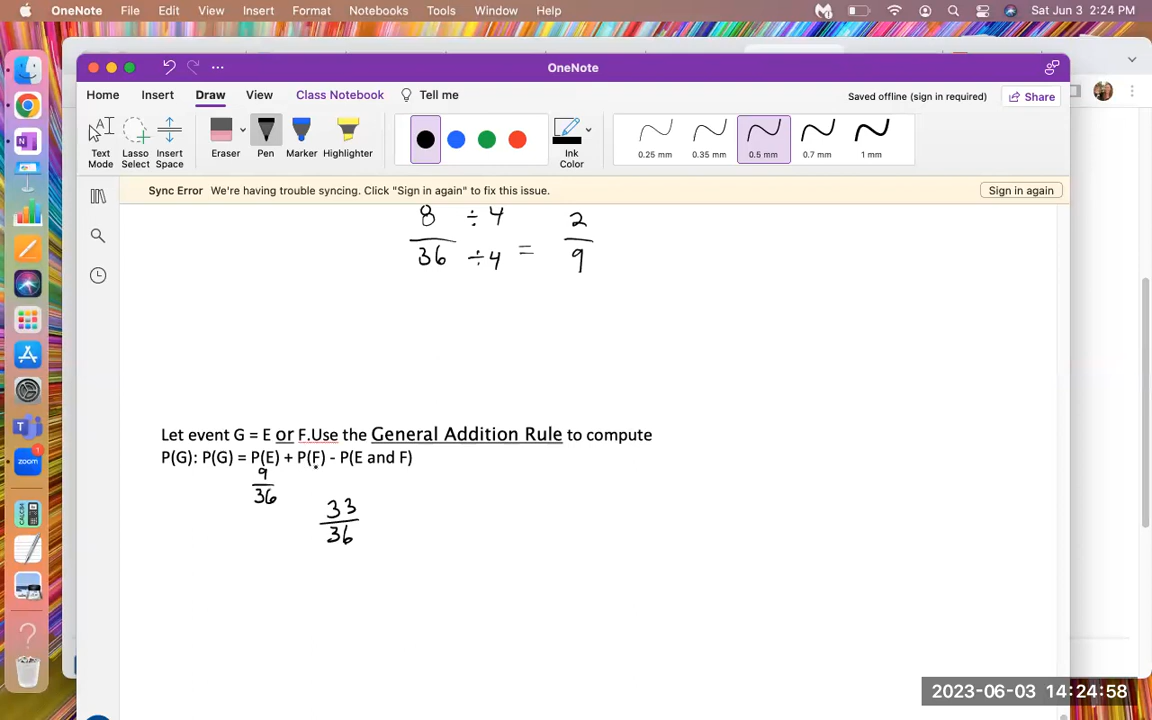 OneNote File Edit View Insert Format Notebooks Tools Window Help Sat Jun 3 2:24 PM
OneNote
Home Insert Draw View Class Notebook Tell me Saved offline (sign in required) Share
Text Mode Lasso Select Insert Space Eraser Pen Marker Highlighter Ink Color 0.25 mm 0.35 mm 0.5 mm 0.7 mm 1 mm
Sync Error We're having trouble syncing. Click "Sign in again" to fix this issue. Sign in again
8 ÷ 4 2
36 ÷4 = 9
Let event G = E or F.Use the General Addition Rule to compute
P(G): P(G) = P(E) + P(F) - P(E and F)
9
36
33
36
zoom
1
2023-06-03 14:24:58